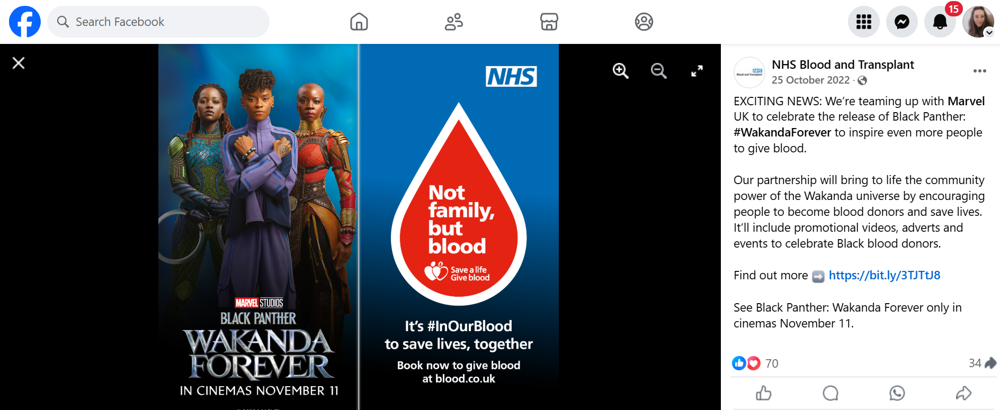 Search Facebook
15
NHS
Not
family,
but
blood
Save a life
Give blood
MARVEL STUDIOS
BLACK PANTHER
WAKANDA
FOREVER
IN CINEMAS NOVEMBER 11
It's #InOurBlood
to save lives, together
Book now to give blood
at blood.co.uk
NHS
Blood and Transplant
NHS Blood and Transplant
25 October 2022 ·
EXCITING NEWS: We're teaming up with Marvel
UK to celebrate the release of Black Panther:
#WakandaForever to inspire even more people
to give blood.
Our partnership will bring to life the community
power of the Wakanda universe by encouraging
people to become blood donors and save lives.
It'll include promotional videos, adverts and
events to celebrate Black blood donors.
Find out more ➡ https://bit.ly/3TJTtJ8
See Black Panther: Wakanda Forever only in
cinemas November 11.
70
34